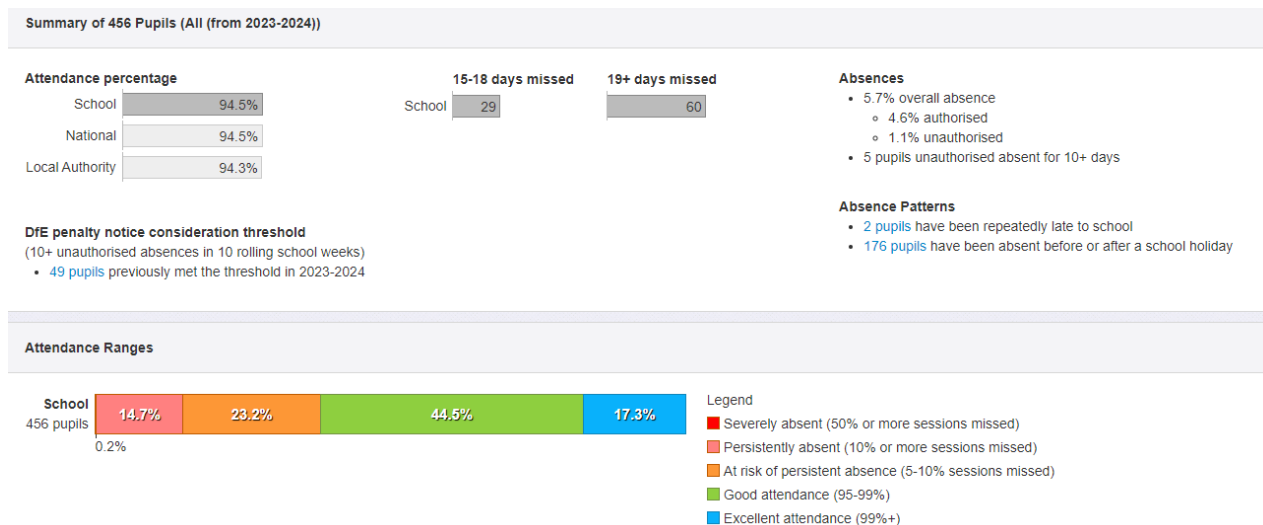 Summary of 456 Pupils (All (from 2023-2024))
Attendance percentage
School 94.5%
National 94.5%
Local Authority 94.3%
15-18 days missed 19+ days missed
School 29 60
Absences
• 5.7% overall absence
◦ 4.6% authorised
◦ 1.1% unauthorised
• 5 pupils unauthorised absent for 10+ days
DfE penalty notice consideration threshold
(10+ unauthorised absences in 10 rolling school weeks)
• 49 pupils previously met the threshold in 2023-2024
Absence Patterns
• 2 pupils have been repeatedly late to school
• 176 pupils have been absent before or after a school holiday
Attendance Ranges
School
456 pupils
14.7% 23.2% 44.5% 17.3%
0.2%
Legend
Severely absent (50% or more sessions missed)
Persistently absent (10% or more sessions missed)
At risk of persistent absence (5-10% sessions missed)
Good attendance (95-99%)
Excellent attendance (99%+)